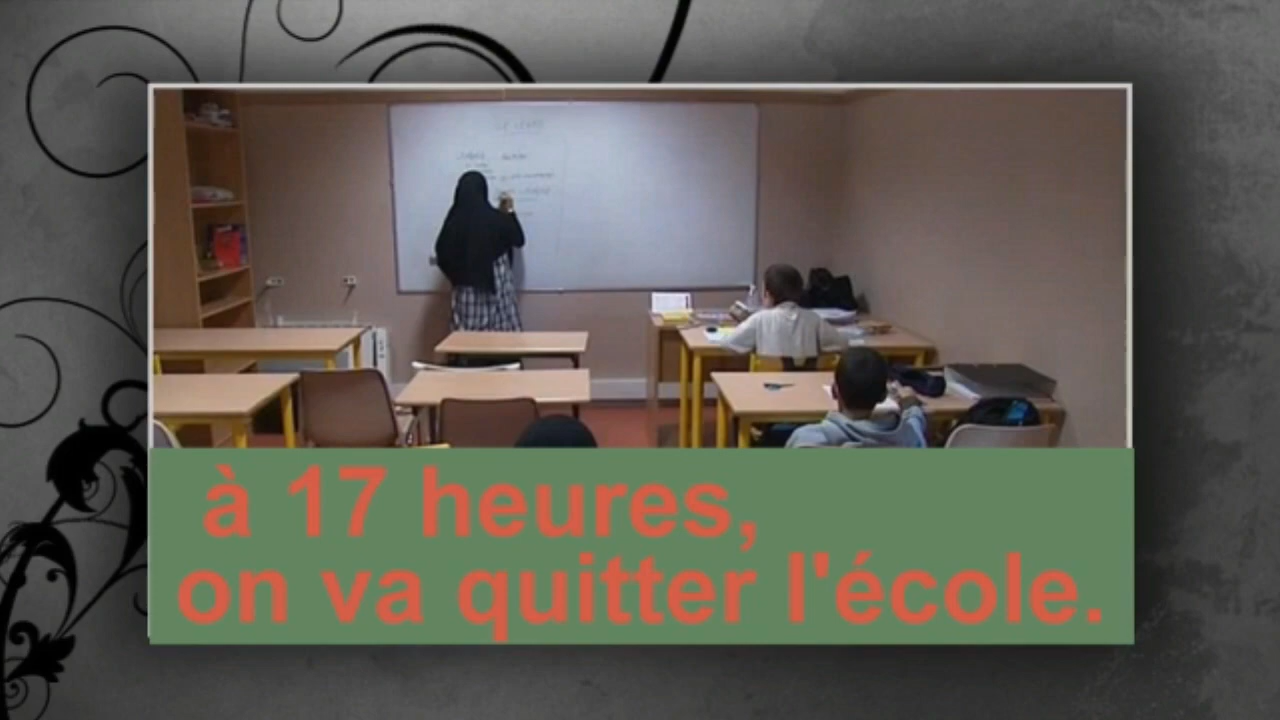 à 17 heures,
on va quitter l'école.